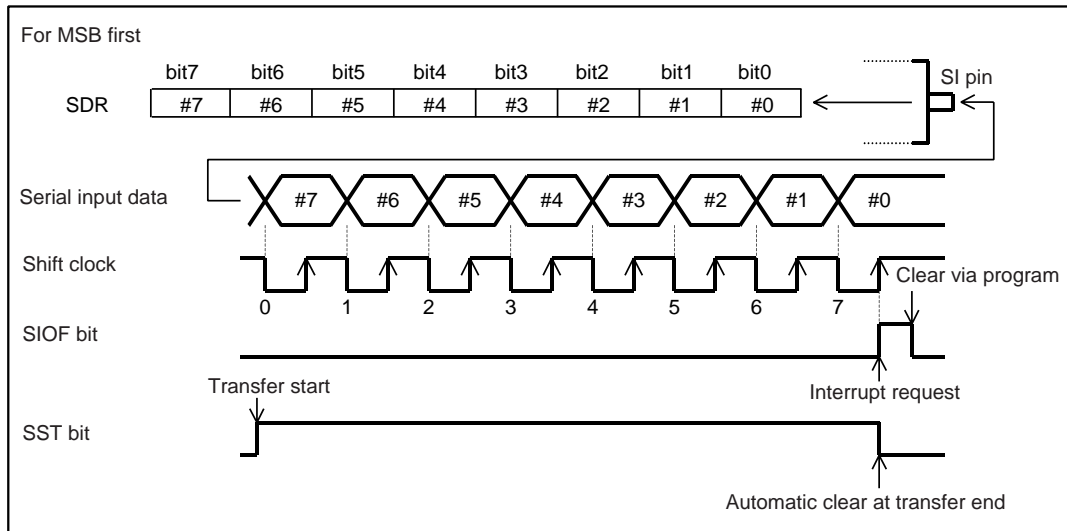 For MSB first
bit7 bit6 bit5 bit4 bit3 bit2 bit1 bit0
SI pin
SDR #7 #6 #5 #4 #3 #2 #1 #0
Serial input data #7 #6 #5 #4 #3 #2 #1 #0
Shift clock
Clear via program
0 1 2 3 4 5 6 7
SIOF bit
Transfer start
Interrupt request
SST bit
Automatic clear at transfer end